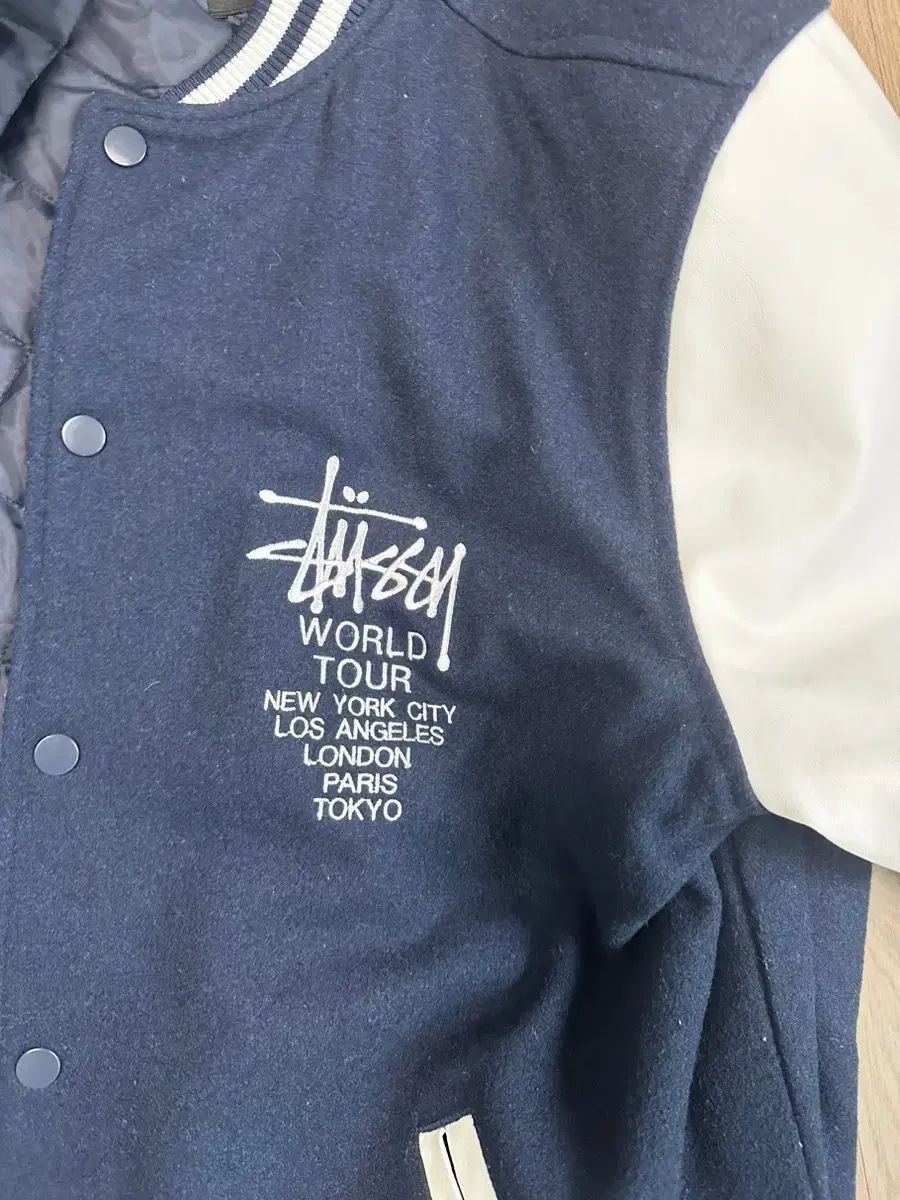 Stüssy
WORLD
TOUR
NEW YORK CITY
LOS ANGELES
LONDON
PARIS
TOKYO